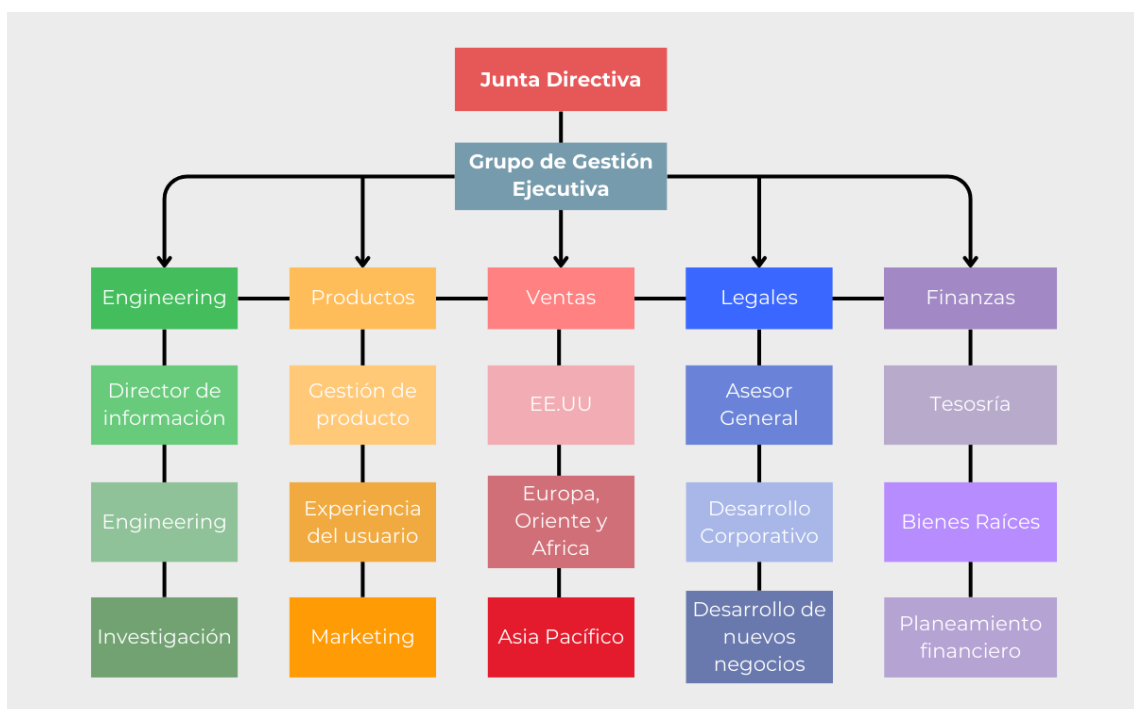 Junta Directiva
Grupo de Gestión
Ejecutiva
Engineering
Productos
Ventas
Legales
Finanzas
Director de
información
Gestión de
producto
EE.UU
Asesor
General
Tesosría
Engineering
Experiencia
del usuario
Europa,
Oriente y
Africa
Desarrollo
Corporativo
Bienes Raíces
Investigación
Marketing
Asia Pacífico
Desarrollo de
nuevos
negocios
Planeamiento
financiero